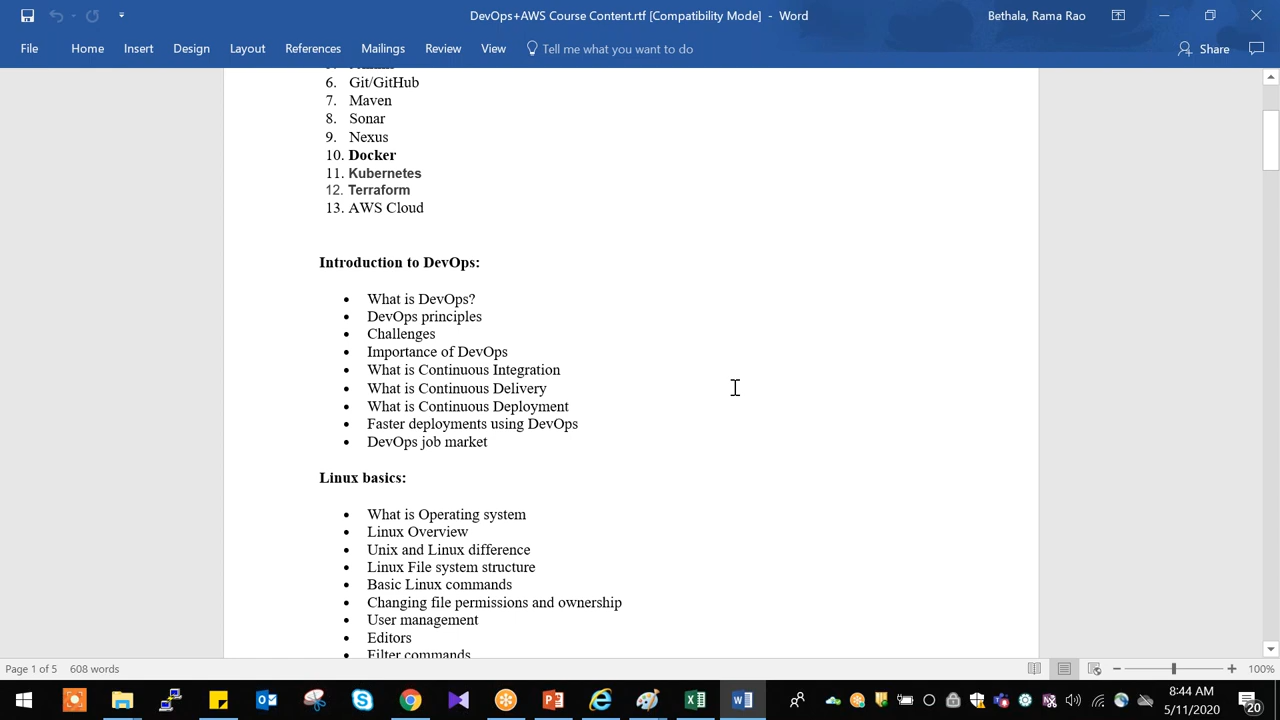 DevOps+AWS Course Content.rtf [Compatibility Mode] - Word
Bethala, Rama Rao
File Home Insert Design Layout References Mailings Review View Tell me what you want to do Share
6. Git/GitHub
7. Maven
8. Sonar
9. Nexus
10. Docker
11. Kubernetes
12. Terraform
13. AWS Cloud
Introduction to DevOps:
• What is DevOps?
• DevOps principles
• Challenges
• Importance of DevOps
• What is Continuous Integration
• What is Continuous Delivery
• What is Continuous Deployment
• Faster deployments using DevOps
• DevOps job market
Linux basics:
• What is Operating system
• Linux Overview
• Unix and Linux difference
• Linux File system structure
• Basic Linux commands
• Changing file permissions and ownership
• User management
• Editors
• Filter commands
Page 1 of 5 608 words
100%
8:44 AM
5/11/2020
20